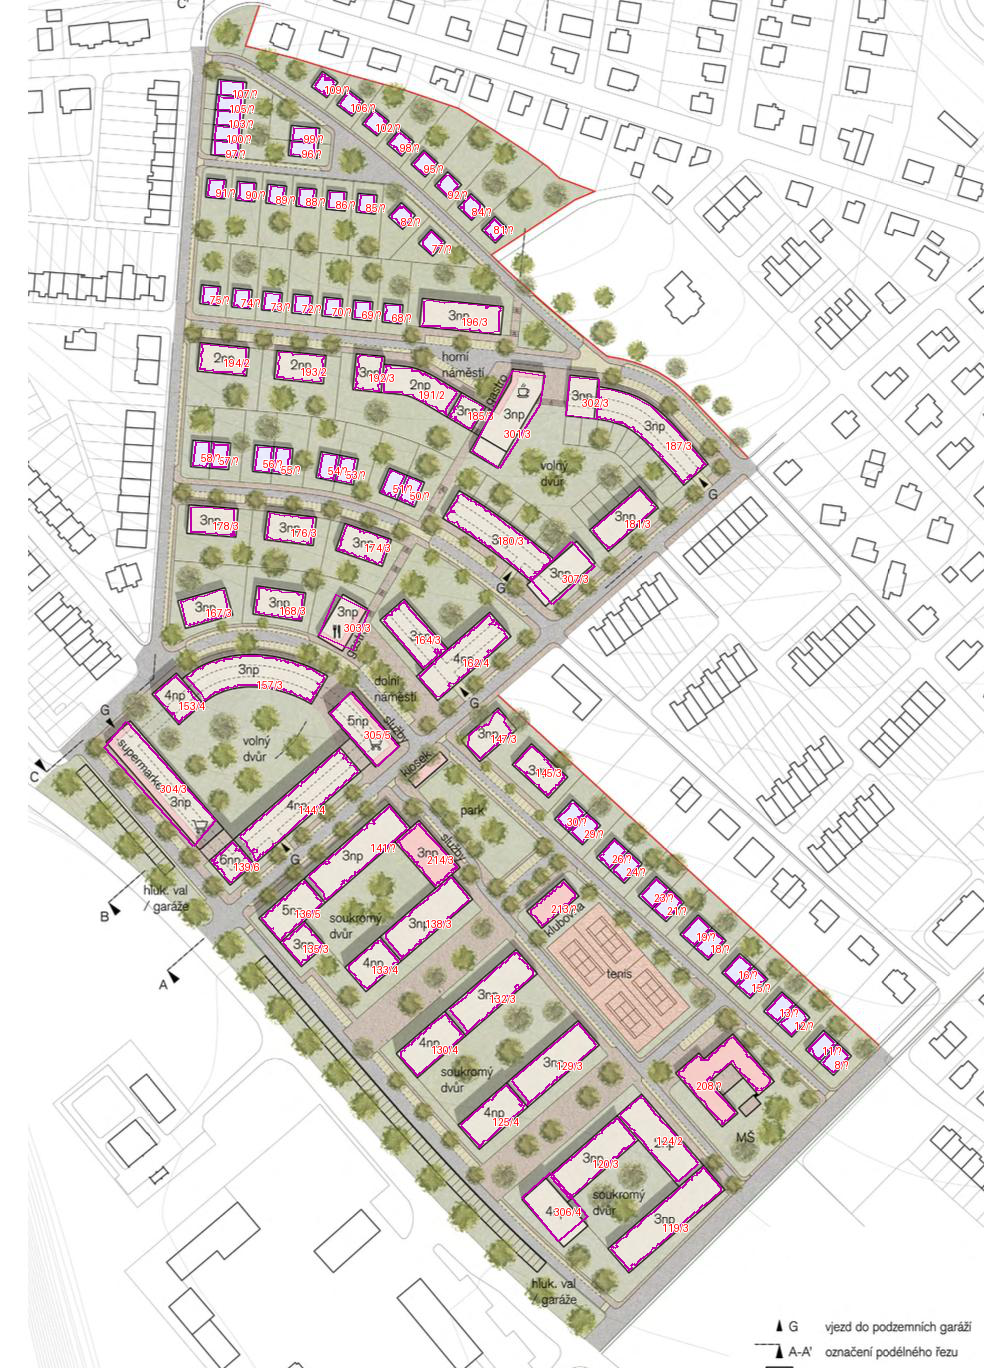 C'
107/?
105/?
103/?
100/?
97/?
99/?
96/?
109/?
106/?
102/?
98/?
95/?
92/?
84/?
81/?
91/?
90/?
89/?
88/?
86/?
85/?
82/?
77/?
75/?
74/?
73/?
72/?
70/?
69/?
68/?
3np
196/3
horní
náměstí
2np
194/2
2np
193/2
3np
192/3
2np
191/2
3np
185/3
gastro
3np
301/3
3np
302/3
3np
187/3
volný
dvůr
G
58/?
57/?
56/?
55/?
54/?
53/?
51/?
50/?
3np
178/3
3np
176/3
3np
174/3
180/3
3np
181/3
3np
307/3
G
3np
167/3
3np
168/3
3np
303/3
164/3
4np
162/4
G
dolní
náměstí
3np
157/3
4np
153/4
G
C
volný
dvůr
5np
305/5
služby
3np
147/3
145/3
supermarket
304/3
3np
4np
144/4
kiosek
park
139/6
G
hluk. val
/ garáže
B
A
3np
141/?
služby
3np
214/3
5np
136/5
soukromý
dvůr
3np
135/3
3np
138/3
4np
133/4
213/?
klubovna
tenis
30/?
29/?
26/?
24/?
23/?
21/?
19/?
18/?
16/?
15/?
13/?
12/?
11/?
8/?
3np
132/3
4np
130/4
soukromý
dvůr
3np
129/3
4np
125/4
208/?
MŠ
124/2
3np
120/3
306/4
soukromý
dvůr
3np
119/3
hluk. val
/ garáže
G vjezd do podzemních garáží
A-A' označení podélného řezu